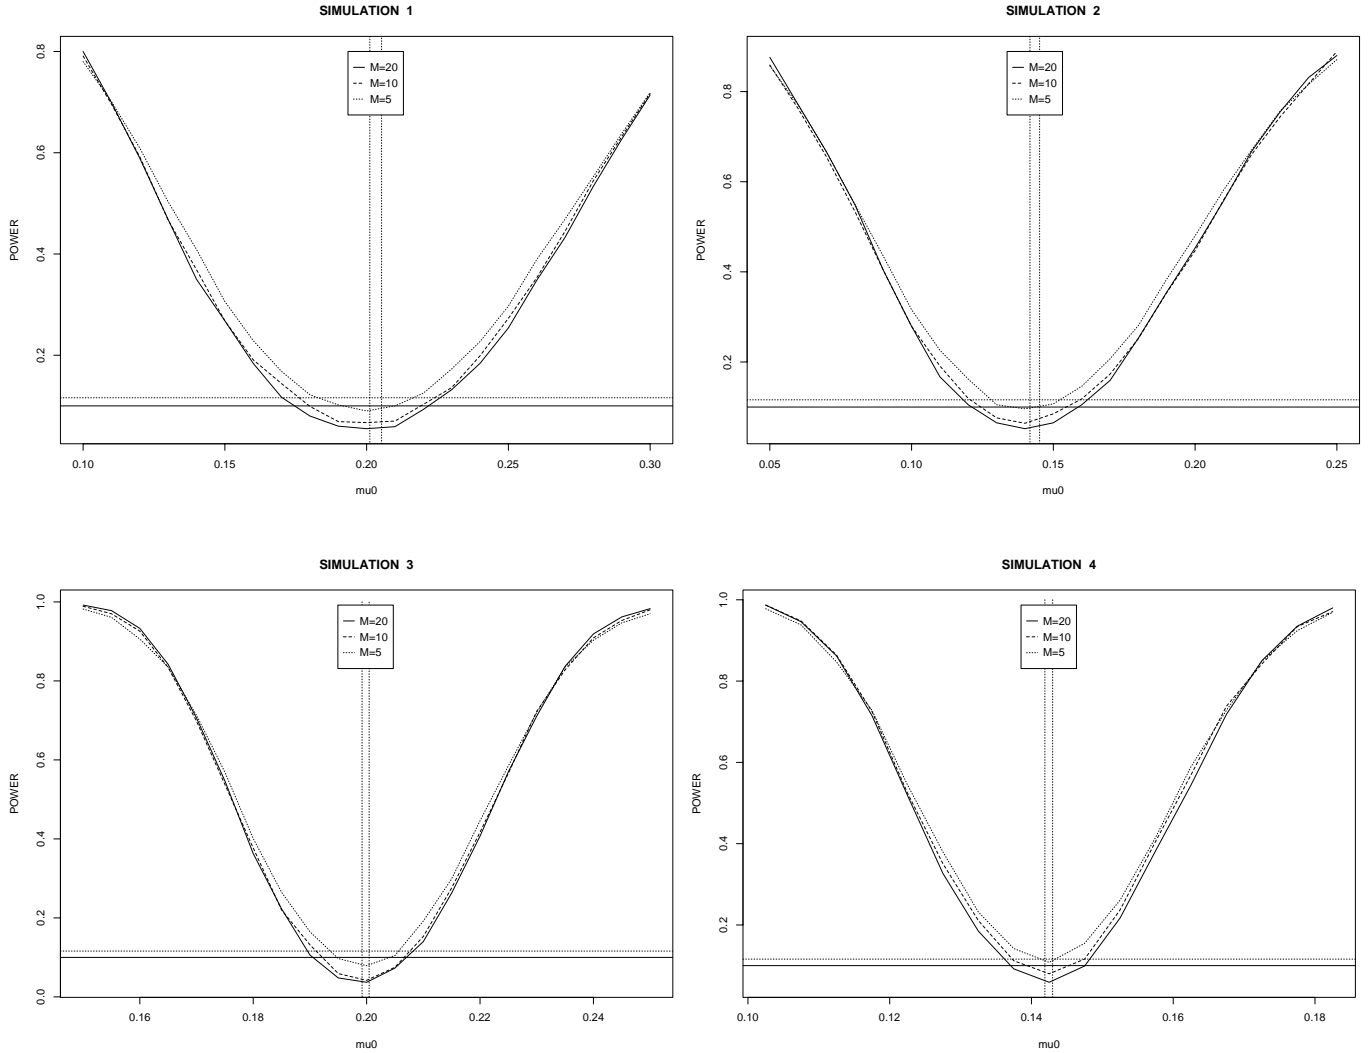 SIMULATION 1
POWER
0.8
0.6
0.4
0.2
M=20
M=10
M=5
0.10 0.15 0.20 0.25 0.30
mu0
SIMULATION 2
POWER
0.8
0.6
0.4
0.2
M=20
M=10
M=5
0.05 0.10 0.15 0.20 0.25
mu0
SIMULATION 3
POWER
1.0
0.8
0.6
0.4
0.2
0.0
M=20
M=10
M=5
0.16 0.18 0.20 0.22 0.24
mu0
SIMULATION 4
POWER
1.0
0.8
0.6
0.4
0.2
M=20
M=10
M=5
0.10 0.12 0.14 0.16 0.18
mu0